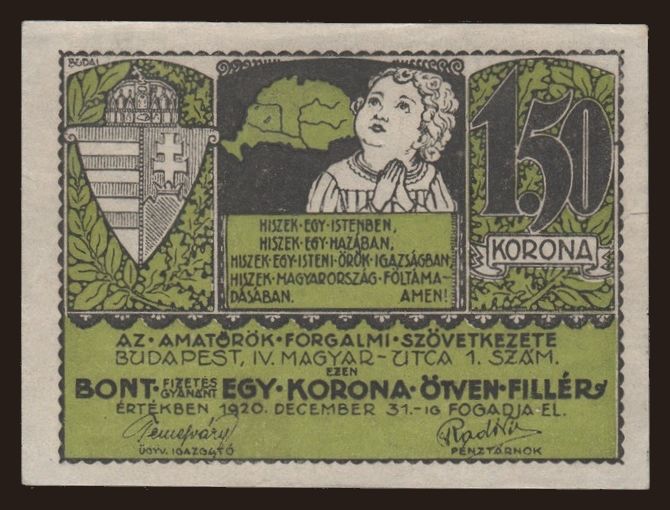 BUDAI
1.50
KORONA
HISZEK·EGY·ISTENBEN,
HISZEK·EGY·HAZÁBAN,
HISZEK·EGY·ISTENI·ÖRÖK·IGAZSÁGBAN,
HISZEK·MAGYARORSZÁG·FÖLTÁMA-
DÁSÁBAN. AMEN!
AZ·AMATŐRÖK·FORGALMI·SZÖVETKEZETE
BUDAPEST, IV. MAGYAR-UTCA 1. SZÁM.
EZEN
BONT·FIZETÉS GYANÁNT EGY·KORONA·ÖTVEN·FILLÉR
ÉRTÉKBEN 1920. DECEMBER 31.-IG FOGADJA EL.
Temesváry
ÜGYV. IGAZGATÓ PÉNZTÁRNOK